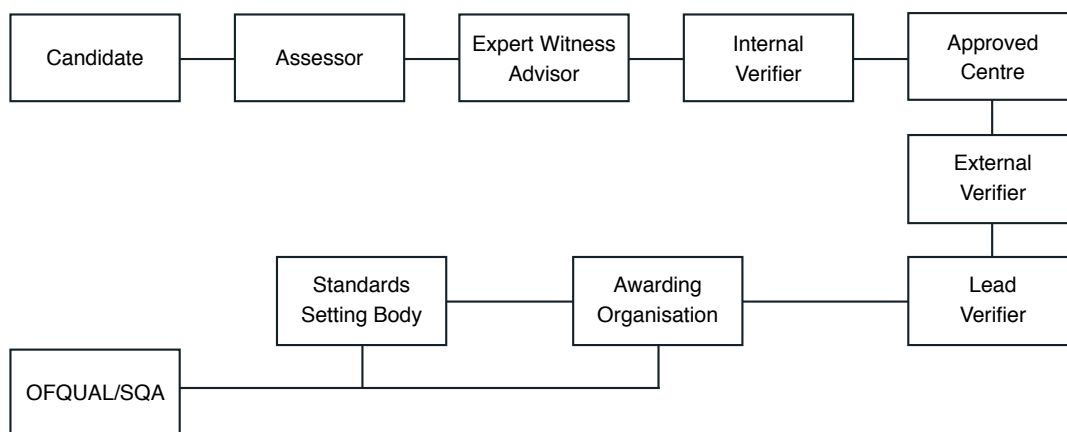 Candidate
Assessor
Expert Witness
Advisor
Internal
Verifier
Approved
Centre
External
Verifier
Lead
Verifier
Awarding
Organisation
Standards
Setting Body
OFQUAL/SQA